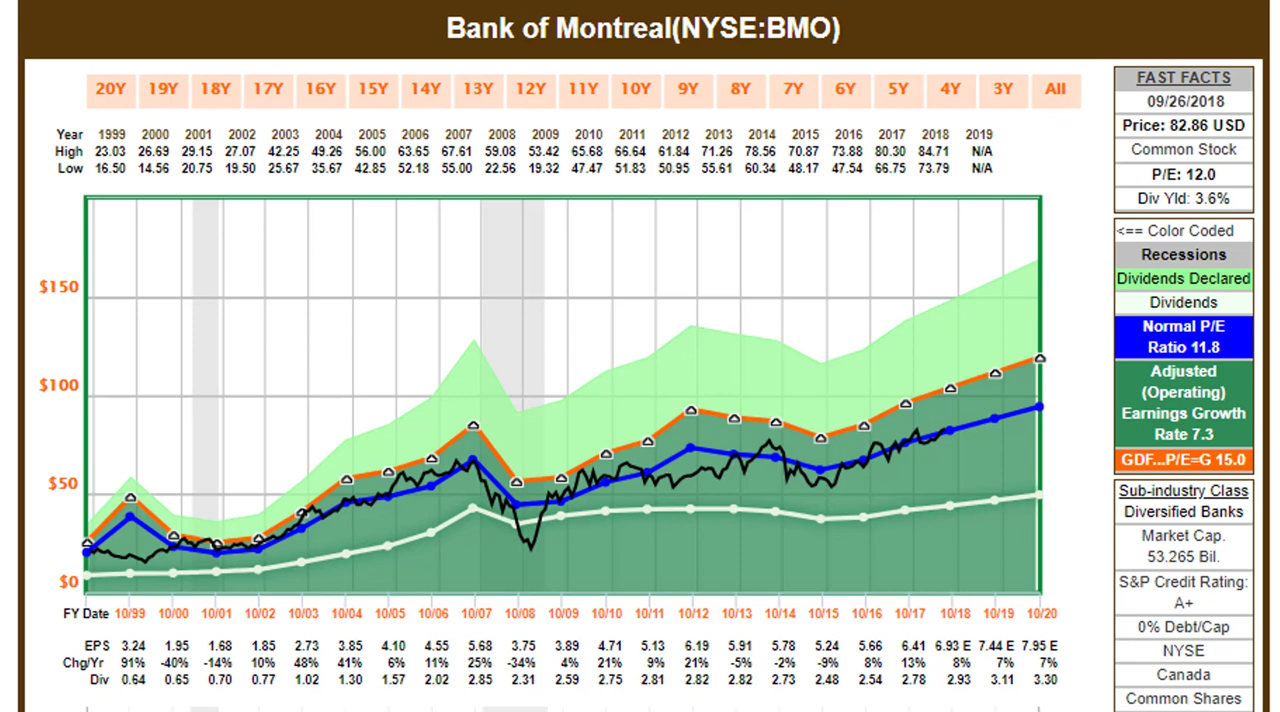 Bank of Montreal(NYSE:BMO)
20Y 19Y 18Y 17Y 16Y 15Y 14Y 13Y 12Y 11Y 10Y 9Y 8Y 7Y 6Y 5Y 4Y 3Y All
Year 1999 2000 2001 2002 2003 2004 2005 2006 2007 2008 2009 2010 2011 2012 2013 2014 2015 2016 2017 2018 2019
High 23.03 26.69 29.15 27.07 42.25 49.26 56.00 63.65 67.61 59.08 53.42 65.68 66.64 61.84 71.26 78.56 70.87 73.88 80.30 84.71 N/A
Low 16.50 14.56 20.75 19.50 25.67 35.67 42.85 52.18 55.00 22.56 19.32 47.47 51.83 50.95 55.61 60.34 48.17 47.54 66.75 73.79 N/A
$150
$100
$50
$0
FY Date 10/99 10/00 10/01 10/02 10/03 10/04 10/05 10/06 10/07 10/08 10/09 10/10 10/11 10/12 10/13 10/14 10/15 10/16 10/17 10/18 10/19 10/20
EPS 3.24 1.95 1.68 1.85 2.73 3.85 4.10 4.55 5.68 3.75 3.89 4.71 5.13 6.19 5.91 5.78 5.24 5.66 6.41 6.93 E 7.44 E 7.95 E
Chg/Yr 91% -40% -14% 10% 48% 41% 6% 11% 25% -34% 4% 21% 9% 21% -5% -2% -9% 8% 13% 8% 7% 7%
Div 0.64 0.65 0.70 0.77 1.02 1.30 1.57 2.02 2.85 2.31 2.59 2.75 2.81 2.82 2.82 2.73 2.48 2.54 2.78 2.93 3.11 3.30
FAST FACTS
09/26/2018
Price: 82.86 USD
Common Stock
P/E: 12.0
Div Yld: 3.6%
<== Color Coded
Recessions
Dividends Declared
Dividends
Normal P/E
Ratio 11.8
Adjusted
(Operating)
Earnings Growth
Rate 7.3
GDF...P/E=G 15.0
Sub-industry Class
Diversified Banks
Market Cap.
53.265 Bil.
S&P Credit Rating:
A+
0% Debt/Cap
NYSE
Canada
Common Shares